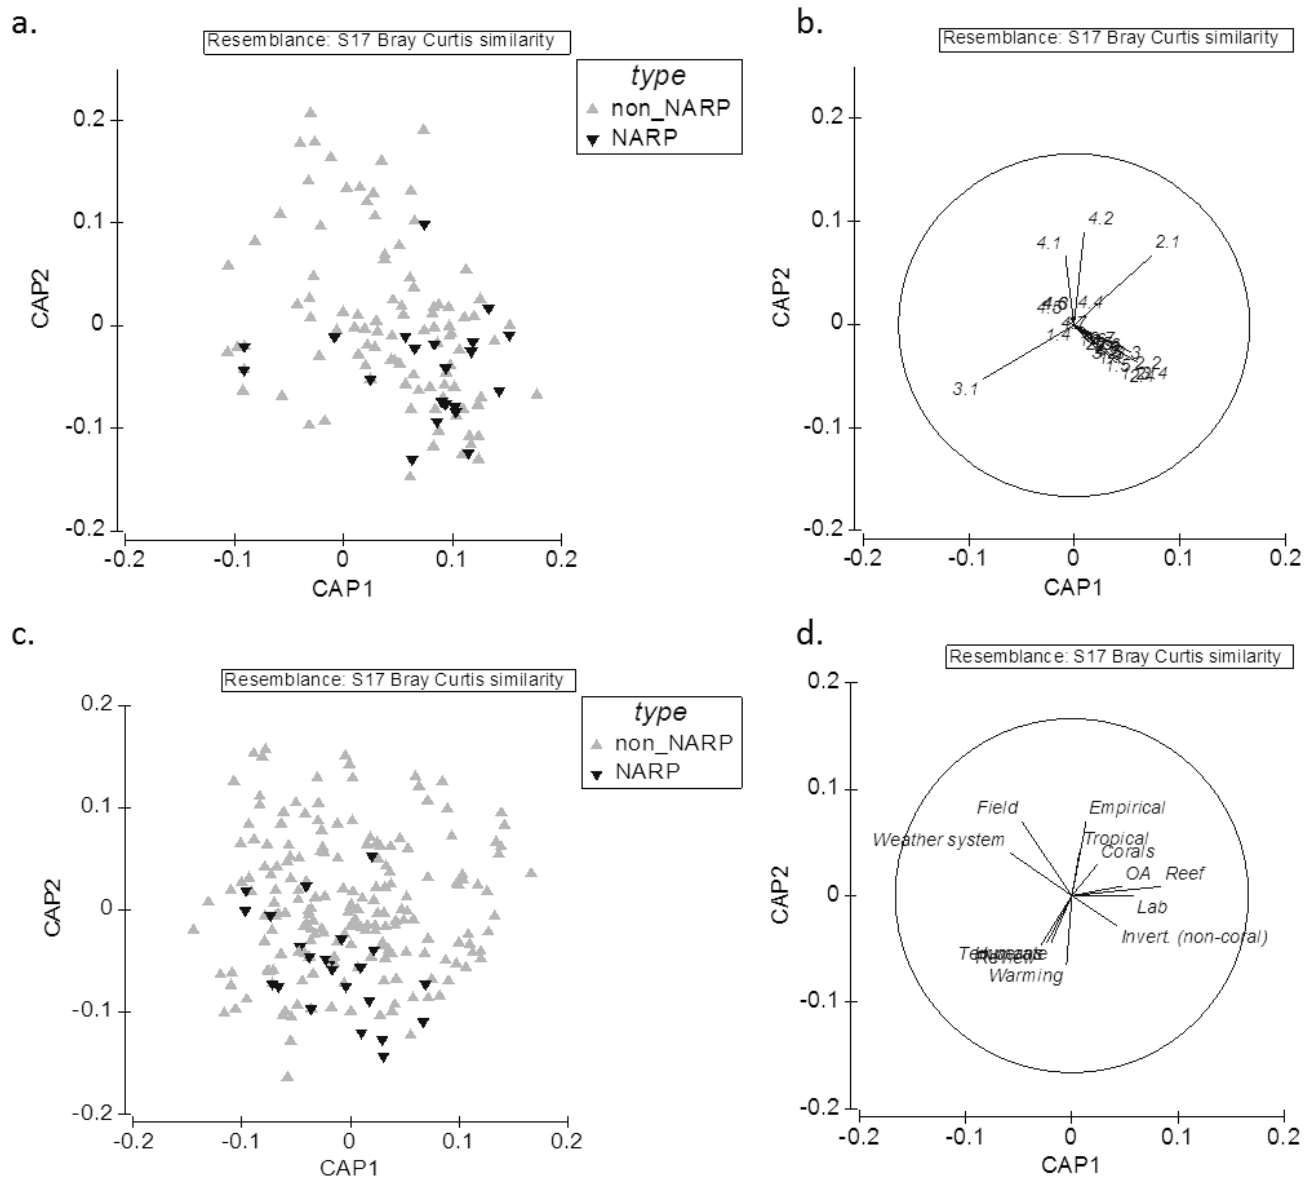 a.
Resemblance: S17 Bray Curtis similarity
type
non_NARP
NARP
0.2
0.1
0
-0.1
-0.2
CAP2
-0.2
-0.1
0
0.1
0.2
CAP1
b.
Resemblance: S17 Bray Curtis similarity
0.2
0.1
0
-0.1
-0.2
CAP2
4.2
4.1
2.1
4.4
1.4
3.1
2.2
-0.2
-0.1
0
0.1
0.2
CAP1
c.
Resemblance: S17 Bray Curtis similarity
type
non_NARP
NARP
0.2
0.1
0
-0.1
-0.2
CAP2
-0.2
-0.1
0
0.1
0.2
CAP1
d.
Resemblance: S17 Bray Curtis similarity
0.2
0.1
0
-0.1
-0.2
CAP2
Field
Empirical
Weather system
Tropical
Corals
OA
Reef
Lab
Invert. (non-coral)
Review
Warming
-0.2
-0.1
0
0.1
0.2
CAP1